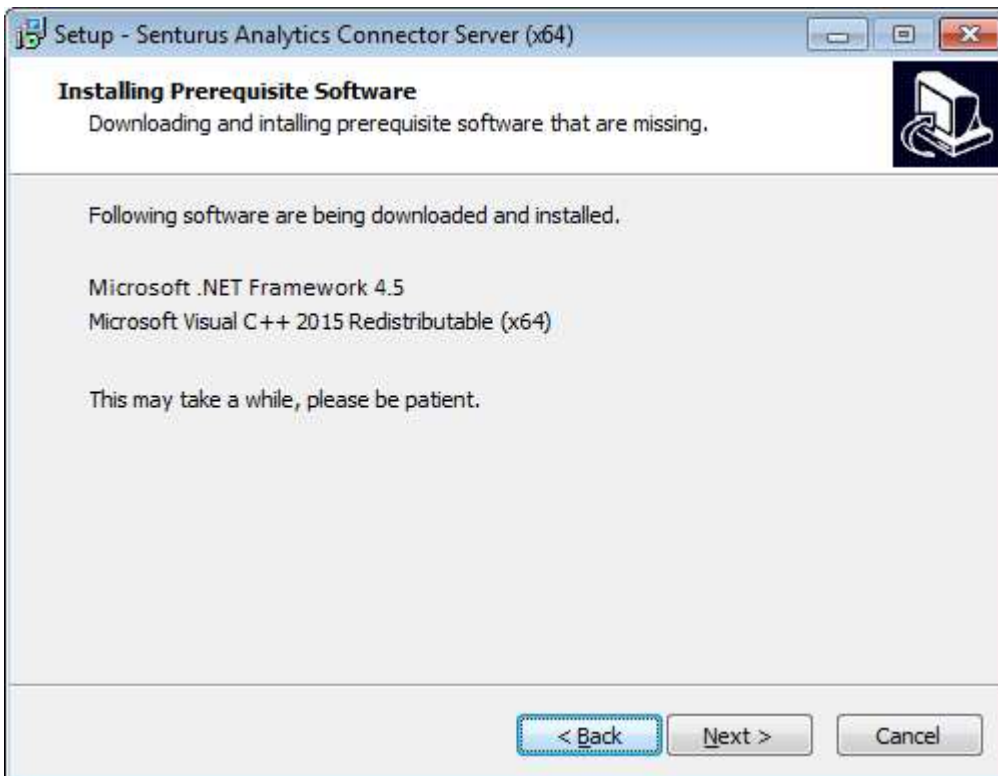 Setup - Senturus Analytics Connector Server (x64)
Installing Prerequisite Software
Downloading and intalling prerequisite software that are missing.
Following software are being downloaded and installed.
Microsoft .NET Framework 4.5
Microsoft Visual C++ 2015 Redistributable (x64)
This may take a while, please be patient.
< Back
Next >
Cancel